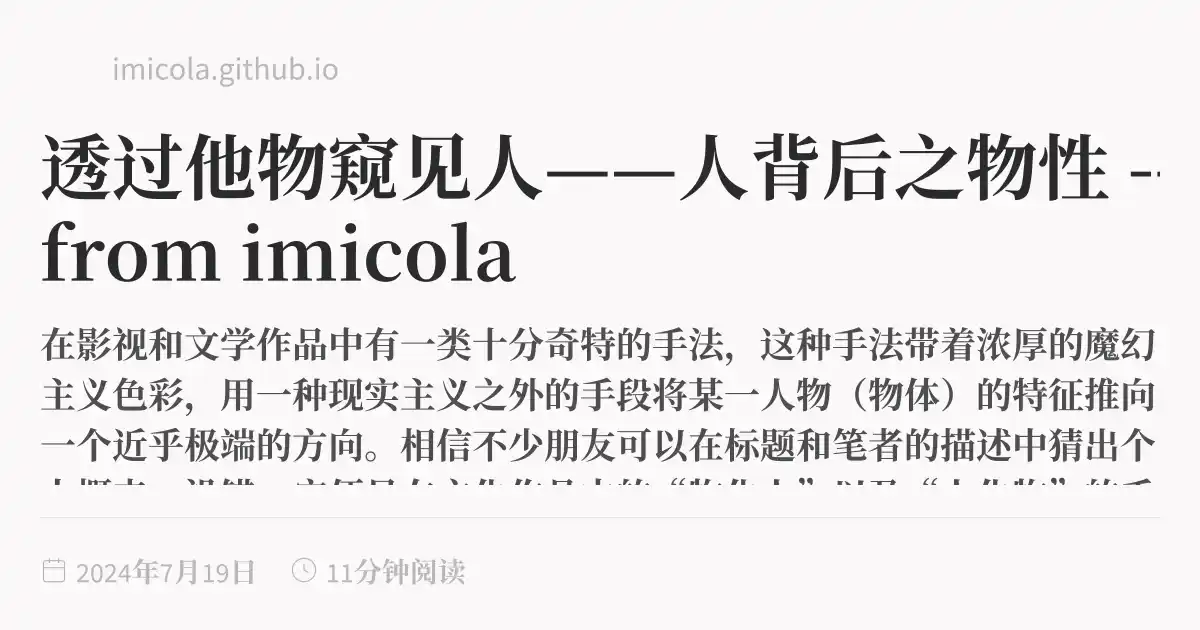 imicola.github.io
透过他物窥见人——人背后之物性 -
from imicola
在影视和文学作品中有一类十分奇特的手法，这种手法带着浓厚的魔幻
主义色彩，用一种现实主义之外的手段将某一人物（物体）的特征推向
一个近乎极端的方向。相信不少朋友可以在标题和笔者的描述中猜出个
2024年7月19日 11分钟阅读